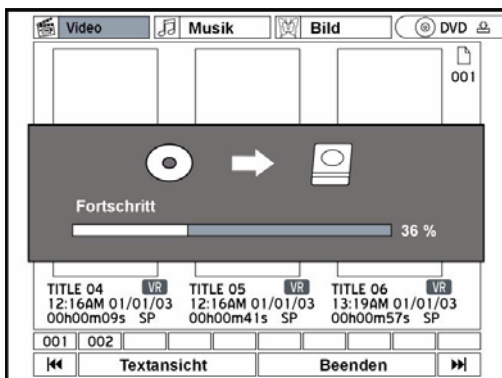 Video Musik Bild DVD
001
Fortschritt
36 %
TITLE 04 VR TITLE 05 VR TITLE 06 VR
12:16AM 01/01/03 12:16AM 01/01/03 13:19AM 01/01/03
00h00m09s SP 00h00m41s SP 00h00m57s SP
001 002
Textansicht Beenden